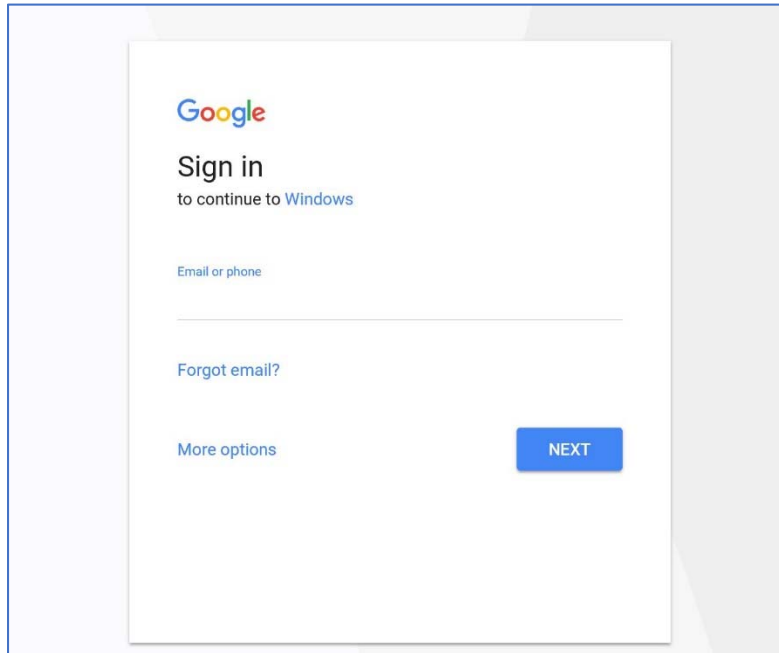 Google
Sign in
to continue to Windows
Email or phone
Forgot email?
More options
NEXT